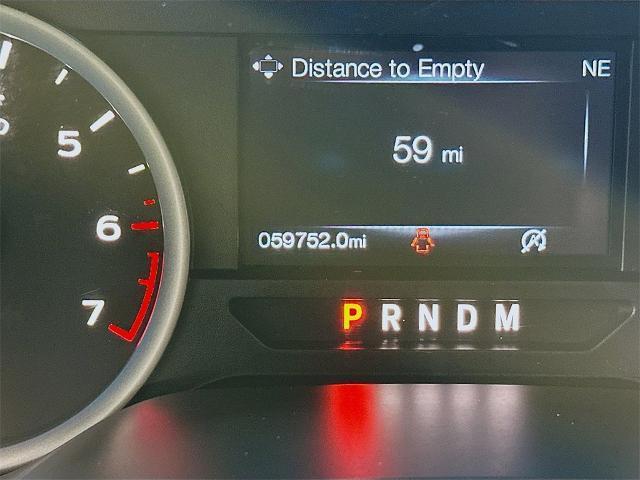 Distance to Empty NE
59 mi
059752.0mi
5
6
7
P R N D M